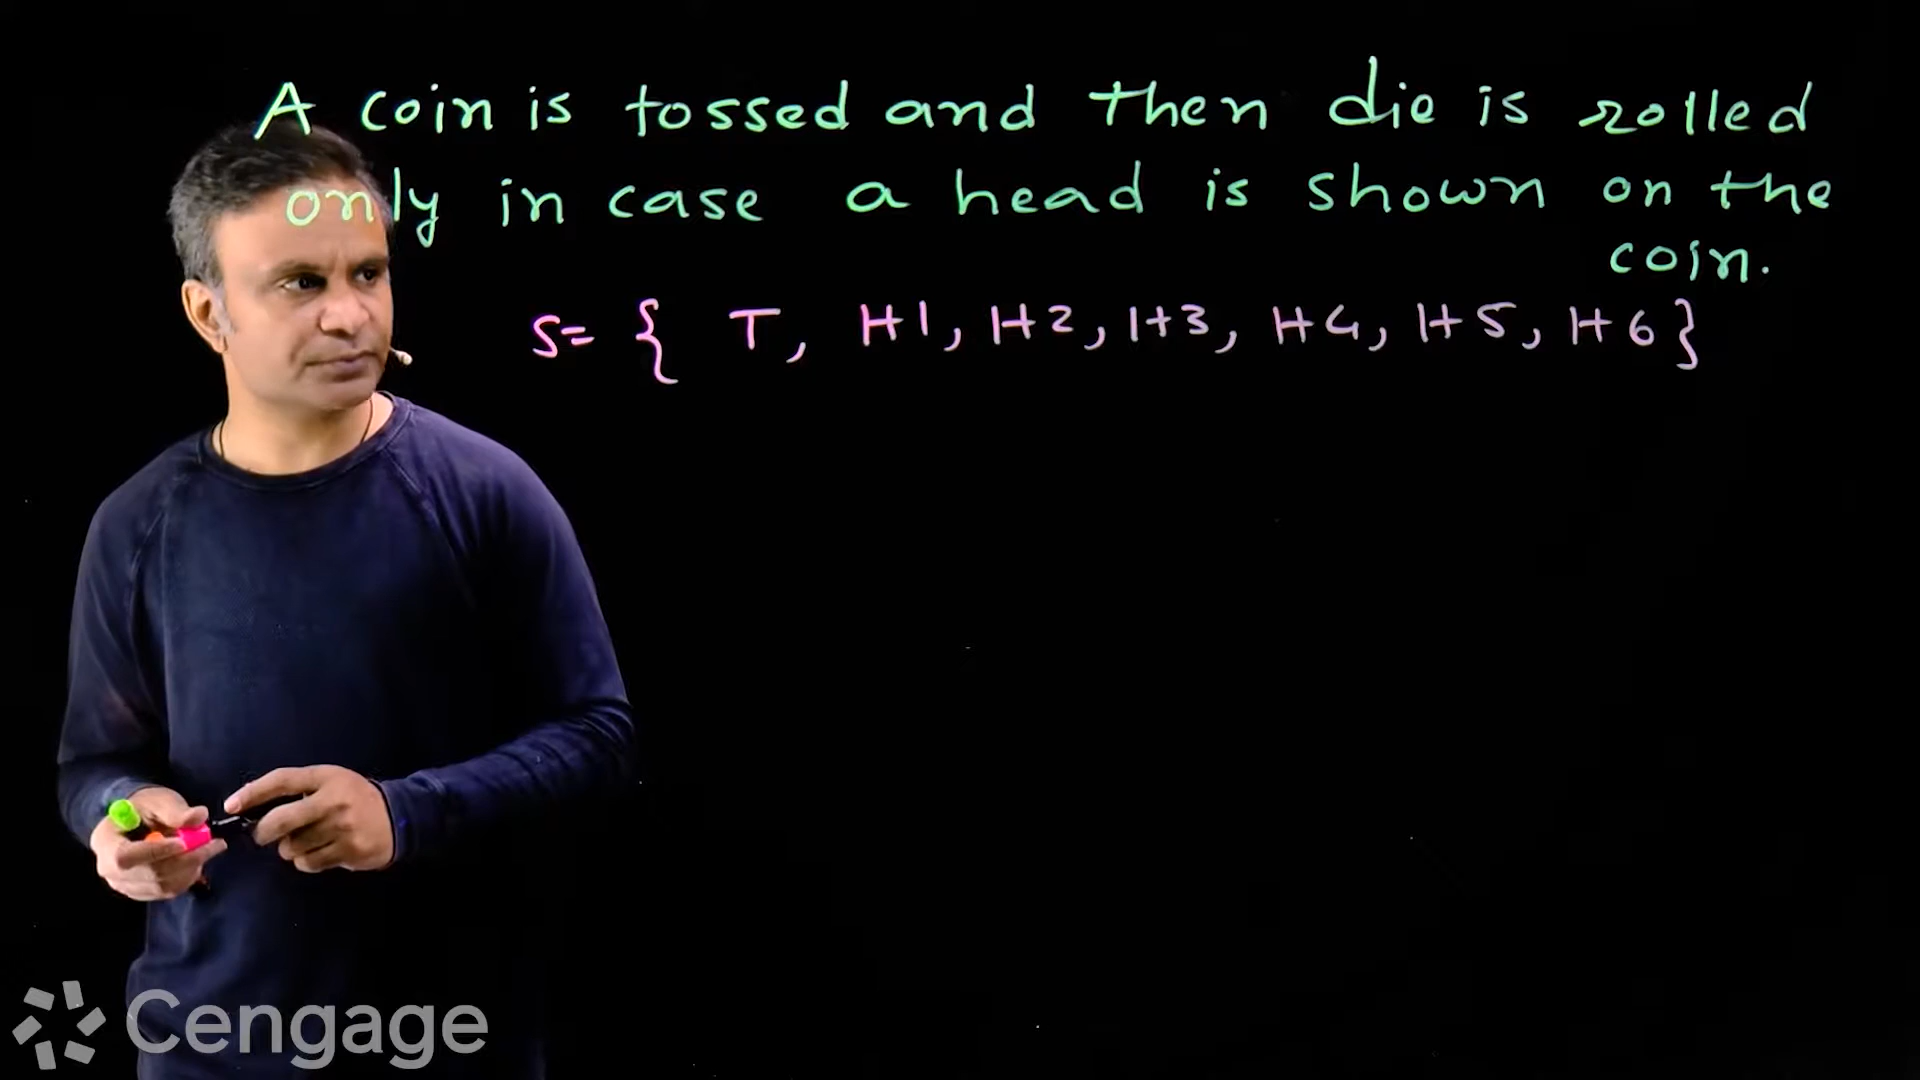 A coin is tossed and then die is rolled
only in case a head is shown on the
coin.
S= { T, H1, H2, H3, H4, H5, H6}
Cengage